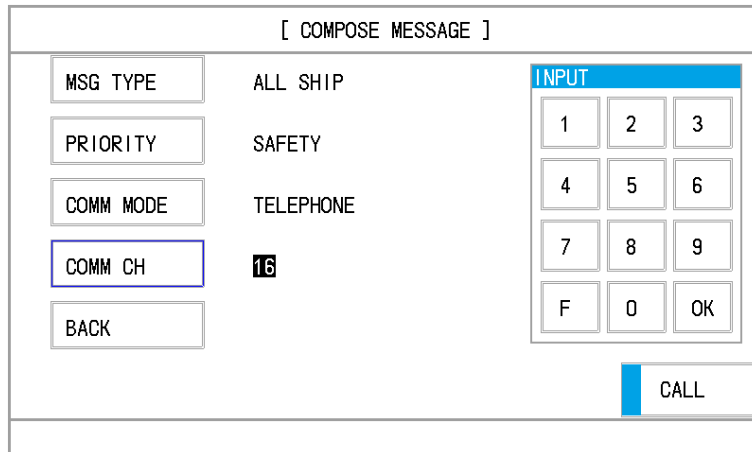 [ COMPOSE MESSAGE ]
MSG TYPE ALL SHIP
PRIORITY SAFETY
COMM MODE TELEPHONE
COMM CH 16
BACK
INPUT
1 2 3
4 5 6
7 8 9
F 0 OK
CALL